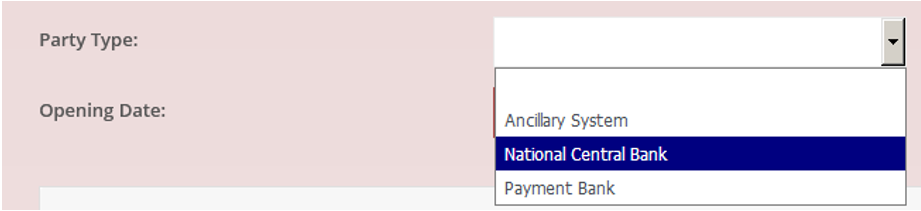 Party Type:
Opening Date:
Ancillary System
National Central Bank
Payment Bank